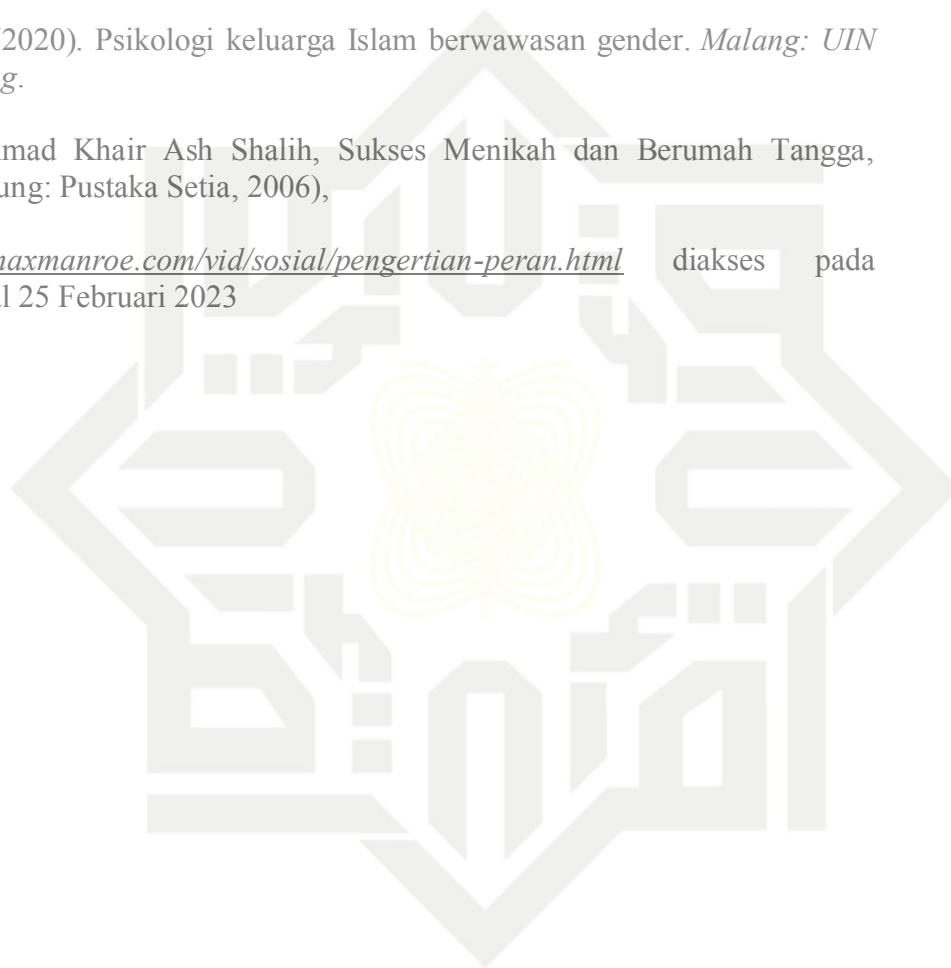 2020). Psikologi keluarga Islam berwawasan gender. Malang: UIN
g.
mad Khair Ash Shalih, Sukses Menikah dan Berumah Tangga,
ung: Pustaka Setia, 2006),
maxmanroe.com/vid/sosial/pengertian-peran.html diakses pada
l 25 Februari 2023